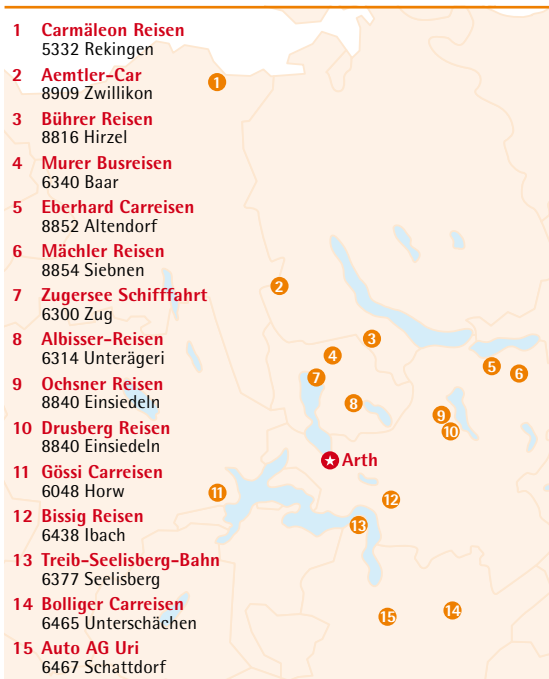 1 Carmäleon Reisen
5332 Rekingen
2 Aemtler-Car
8909 Zwillikon
3 Bührer Reisen
8816 Hirzel
4 Murer Busreisen
6340 Baar
5 Eberhard Carreisen
8852 Altendorf
6 Mächler Reisen
8854 Siebnen
7 Zugersee Schifffahrt
6300 Zug
8 Albisser-Reisen
6314 Unterägeri
9 Ochsner Reisen
8840 Einsiedeln
10 Drusberg Reisen
8840 Einsiedeln
11 Gössi Carreisen
6048 Horw
12 Bissig Reisen
6438 Ibach
13 Treib-Seelisberg-Bahn
6377 Seelisberg
14 Bolliger Carreisen
6465 Unterschächen
15 Auto AG Uri
6467 Schattdorf
1
2
3
4
5
6
7
8
9
10
Arth
11
12
13
14
15